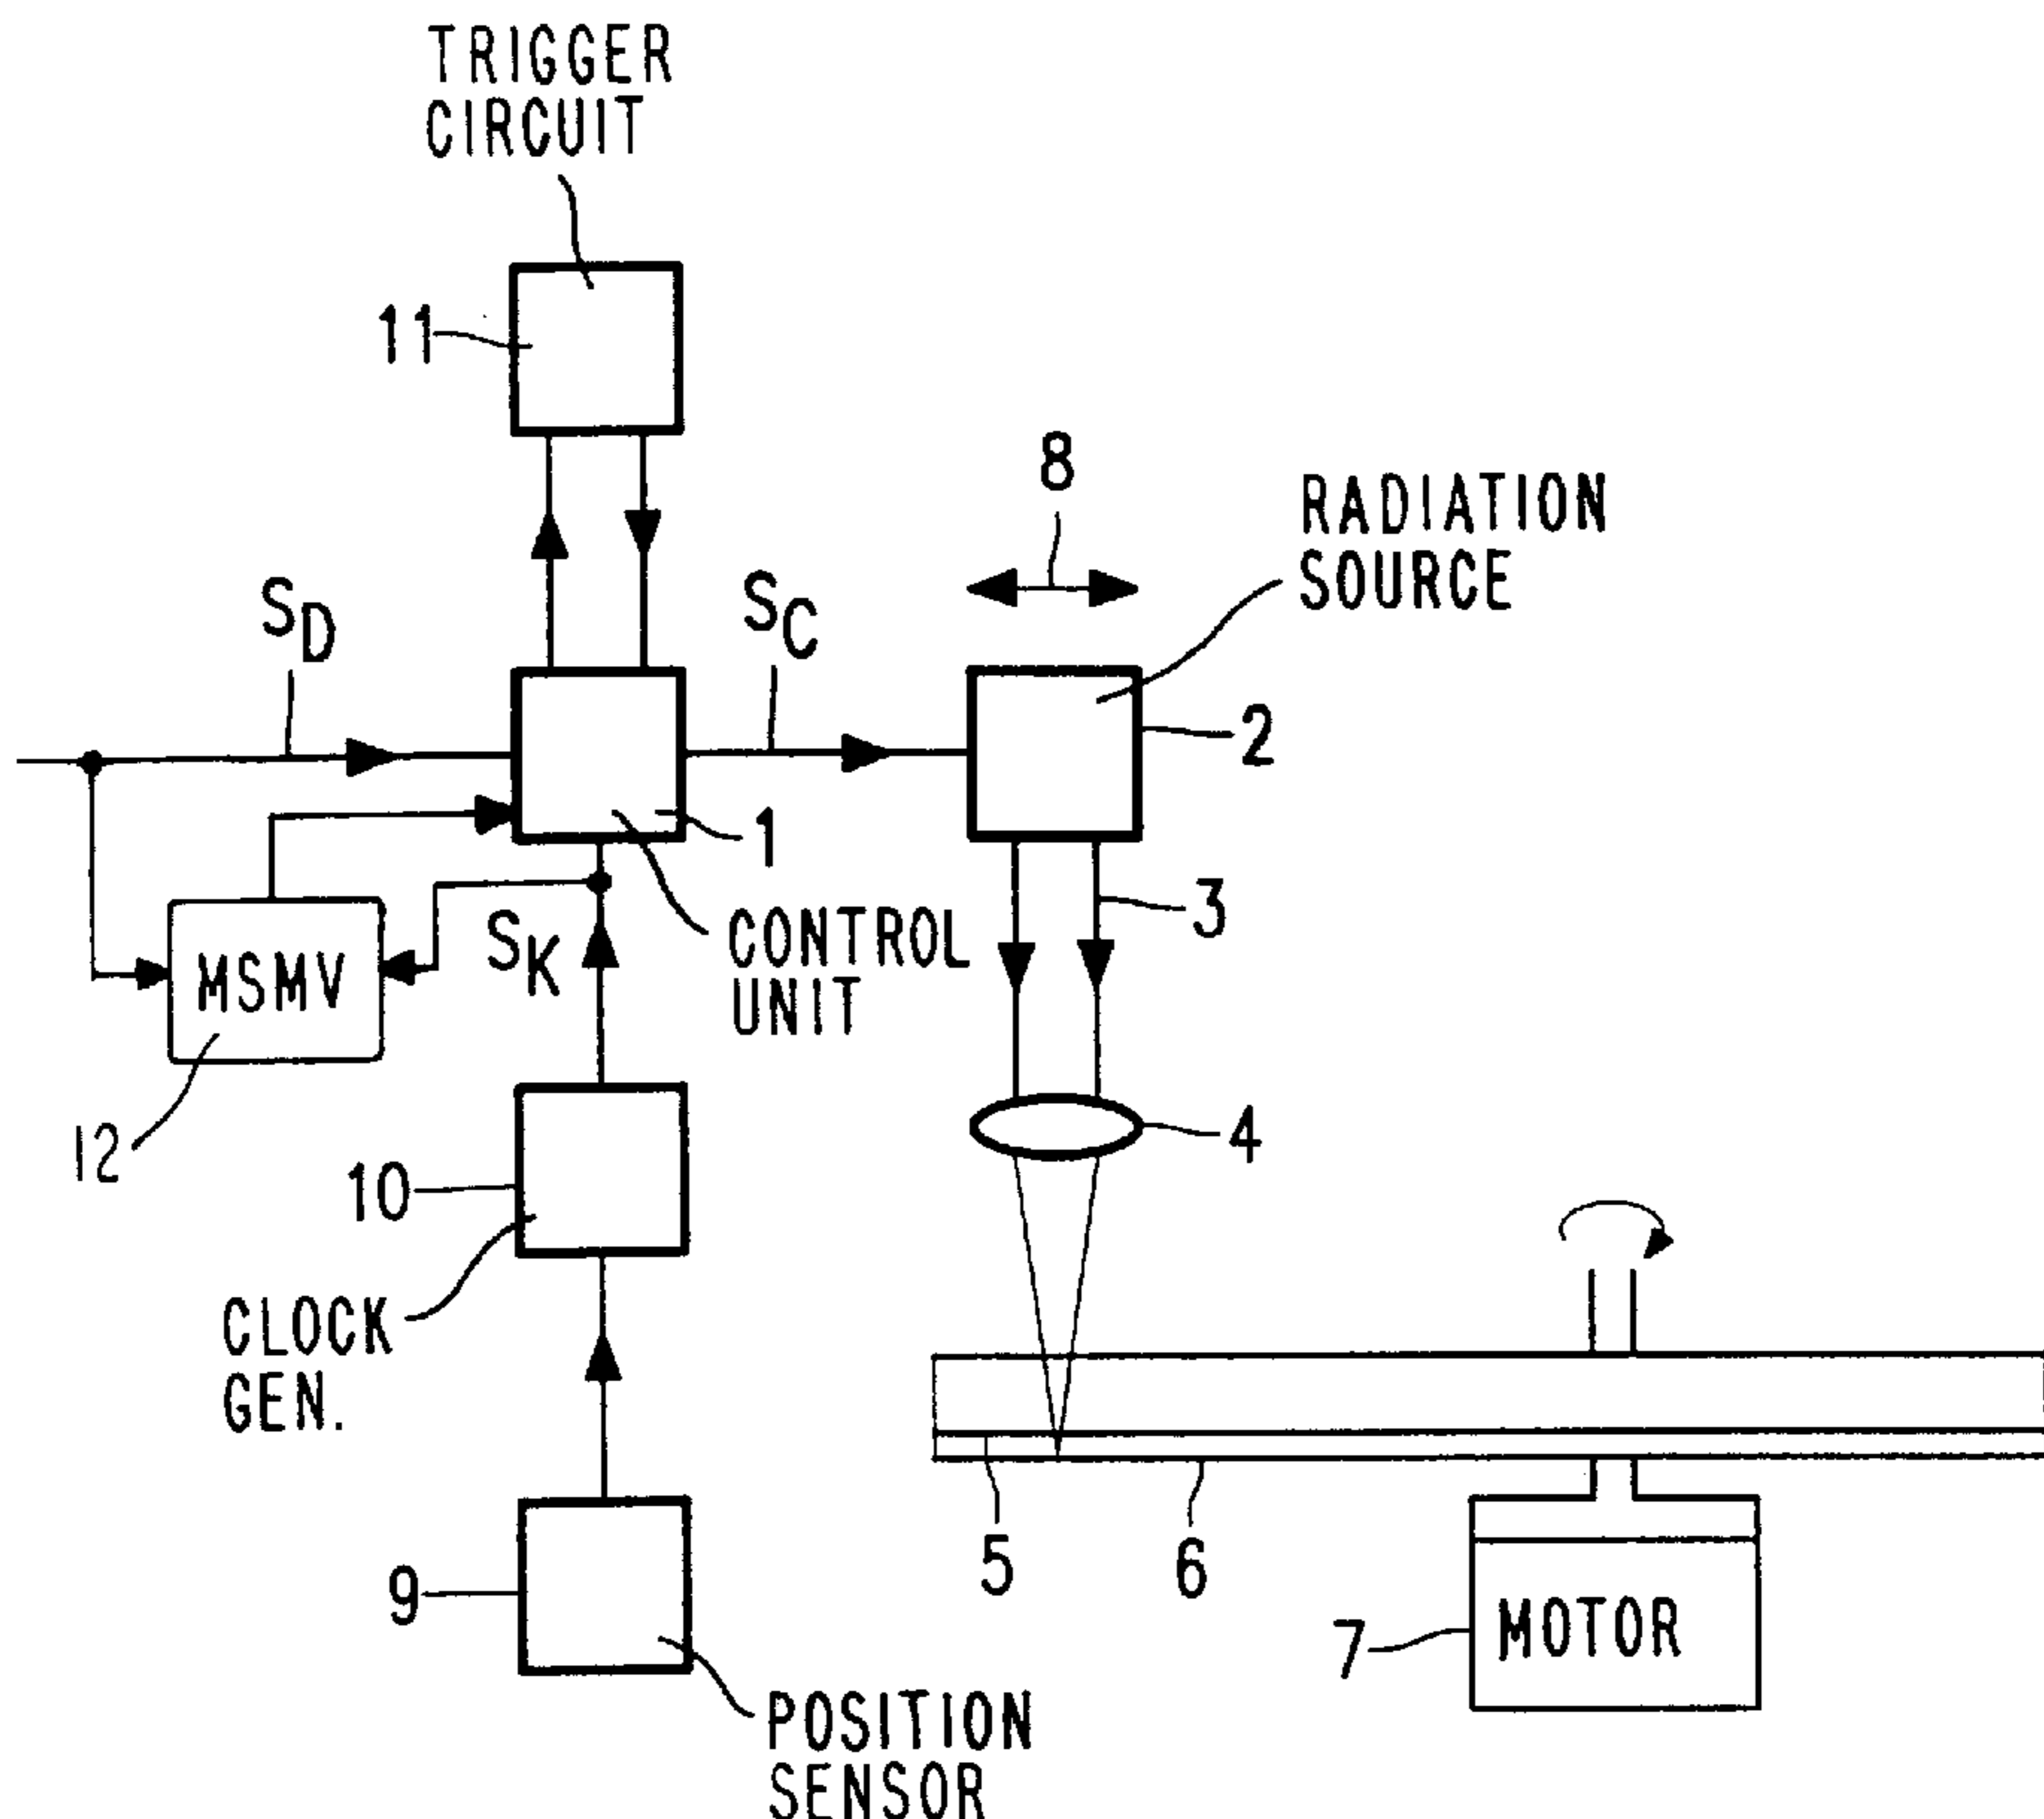 TRIGGER
CIRCUIT
11
8
RADIATION
SOURCE
SD
SC
2
1
3
CONTROL
UNIT
SK
MSMV
12
4
10
CLOCK
GEN.
5
6
9
7
MOTOR
POSITION
SENSOR